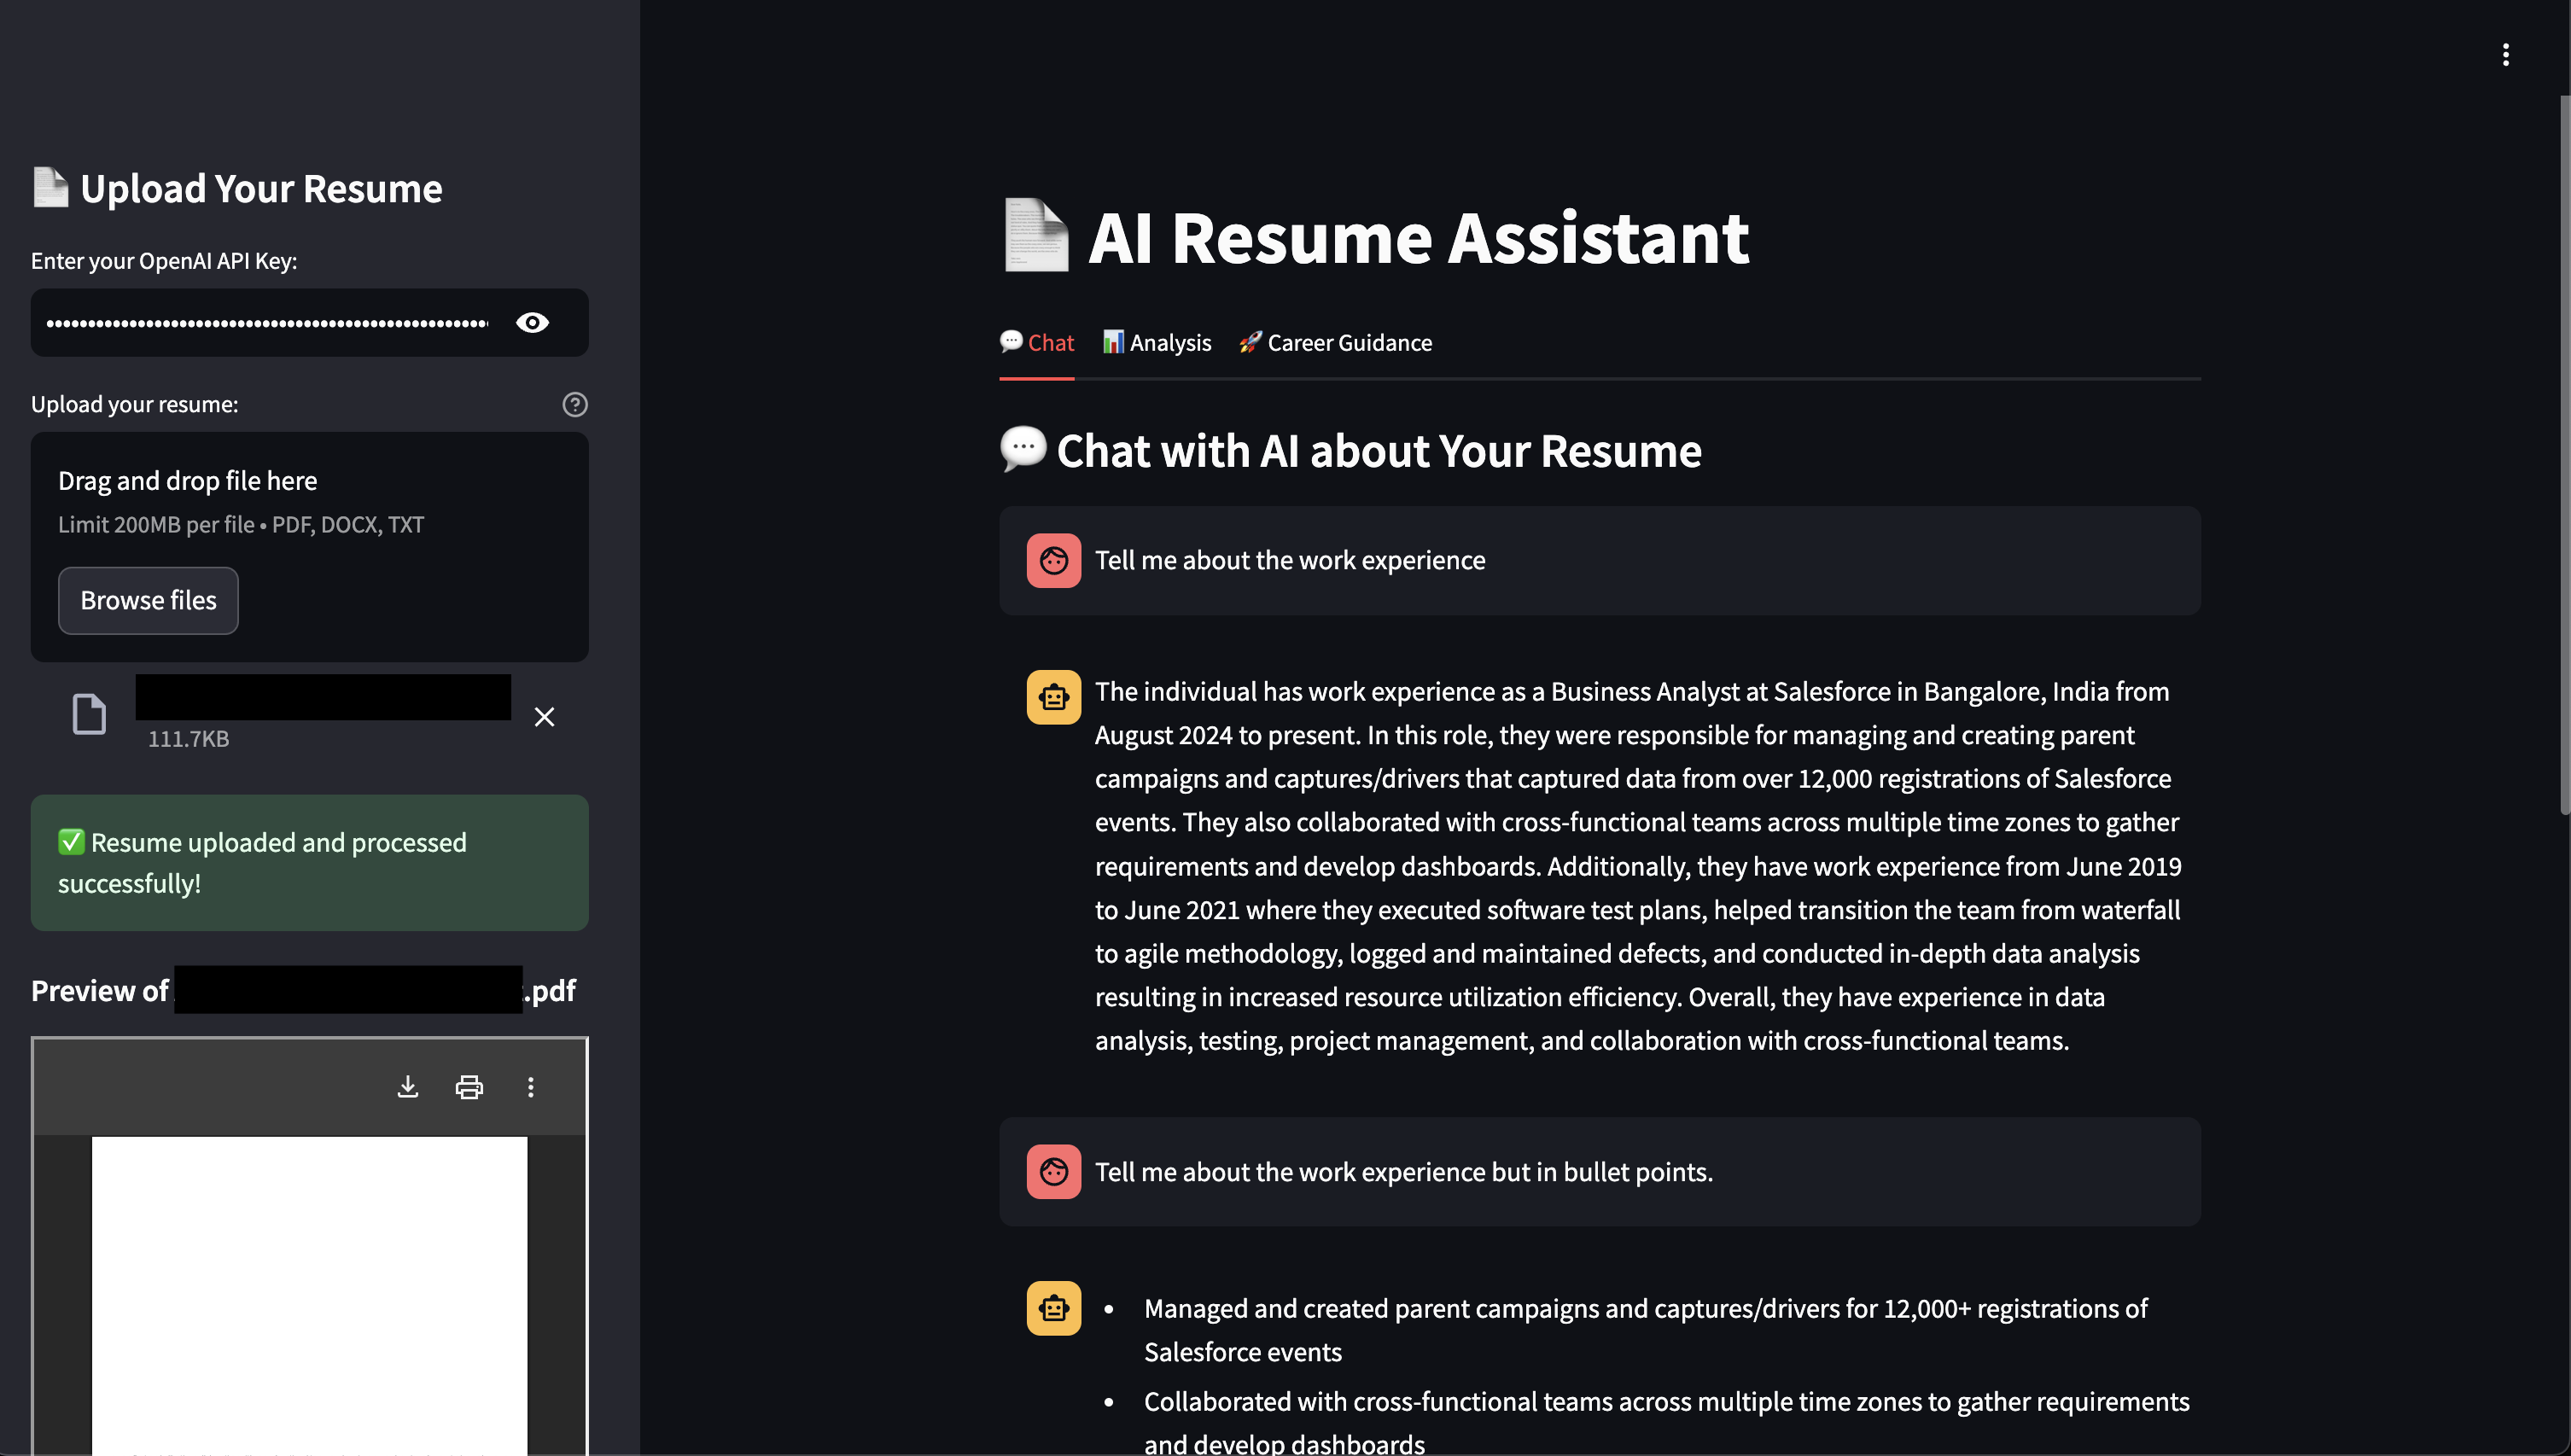 Upload Your Resume
Enter your OpenAI API Key:
Upload your resume:
Drag and drop file here
Limit 200MB per file • PDF, DOCX, TXT
Browse files
111.7KB
✅ Resume uploaded and processed
successfully!
Preview of .pdf
AI Resume Assistant
Chat
Analysis
Career Guidance
Chat with AI about Your Resume
Tell me about the work experience
The individual has work experience as a Business Analyst at Salesforce in Bangalore, India from
August 2024 to present. In this role, they were responsible for managing and creating parent
campaigns and captures/drivers that captured data from over 12,000 registrations of Salesforce
events. They also collaborated with cross-functional teams across multiple time zones to gather
requirements and develop dashboards. Additionally, they have work experience from June 2019
to June 2021 where they executed software test plans, helped transition the team from waterfall
to agile methodology, logged and maintained defects, and conducted in-depth data analysis
resulting in increased resource utilization efficiency. Overall, they have experience in data
analysis, testing, project management, and collaboration with cross-functional teams.
Tell me about the work experience but in bullet points.
• Managed and created parent campaigns and captures/drivers for 12,000+ registrations of
Salesforce events
• Collaborated with cross-functional teams across multiple time zones to gather requirements
and develop dashboards